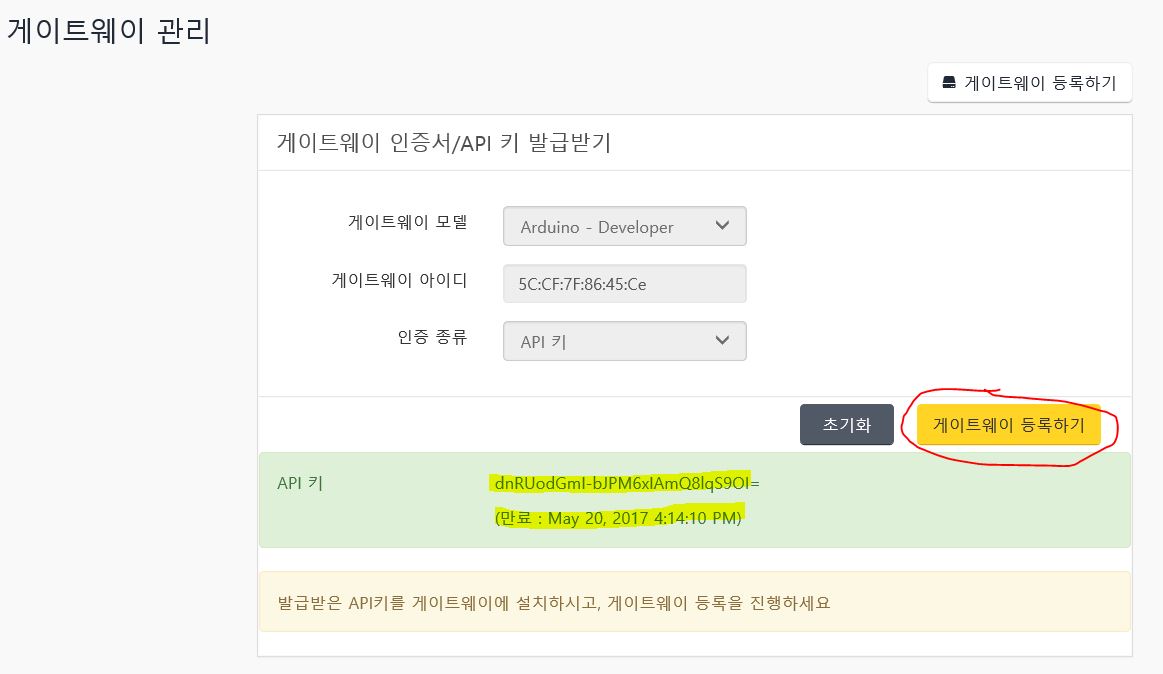 게이트웨이 관리
게이트웨이 등록하기
게이트웨이 인증서/API 키 발급받기
게이트웨이 모델
Arduino - Developer
게이트웨이 아이디
5C:CF:7F:86:45:Ce
인증 종류
API 키
초기화
게이트웨이 등록하기
API 키
dnRUodGmI-bJPM6xIAmQ8lqS9OI=
(만료 : May 20, 2017 4:14:10 PM)
발급받은 API키를 게이트웨이에 설치하시고, 게이트웨이 등록을 진행하세요